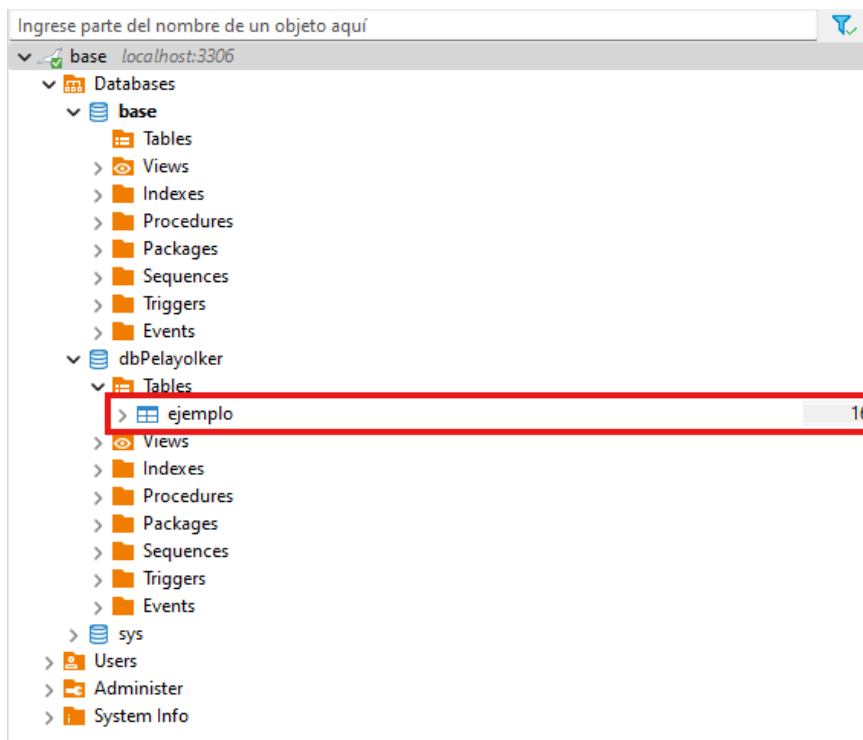 Ingrese parte del nombre de un objeto aquí
base localhost:3306
Databases
base
Tables
Views
Indexes
Procedures
Packages
Sequences
Triggers
Events
dbPelayolker
Tables
ejemplo 16
Views
Indexes
Procedures
Packages
Sequences
Triggers
Events
sys
Users
Administer
System Info